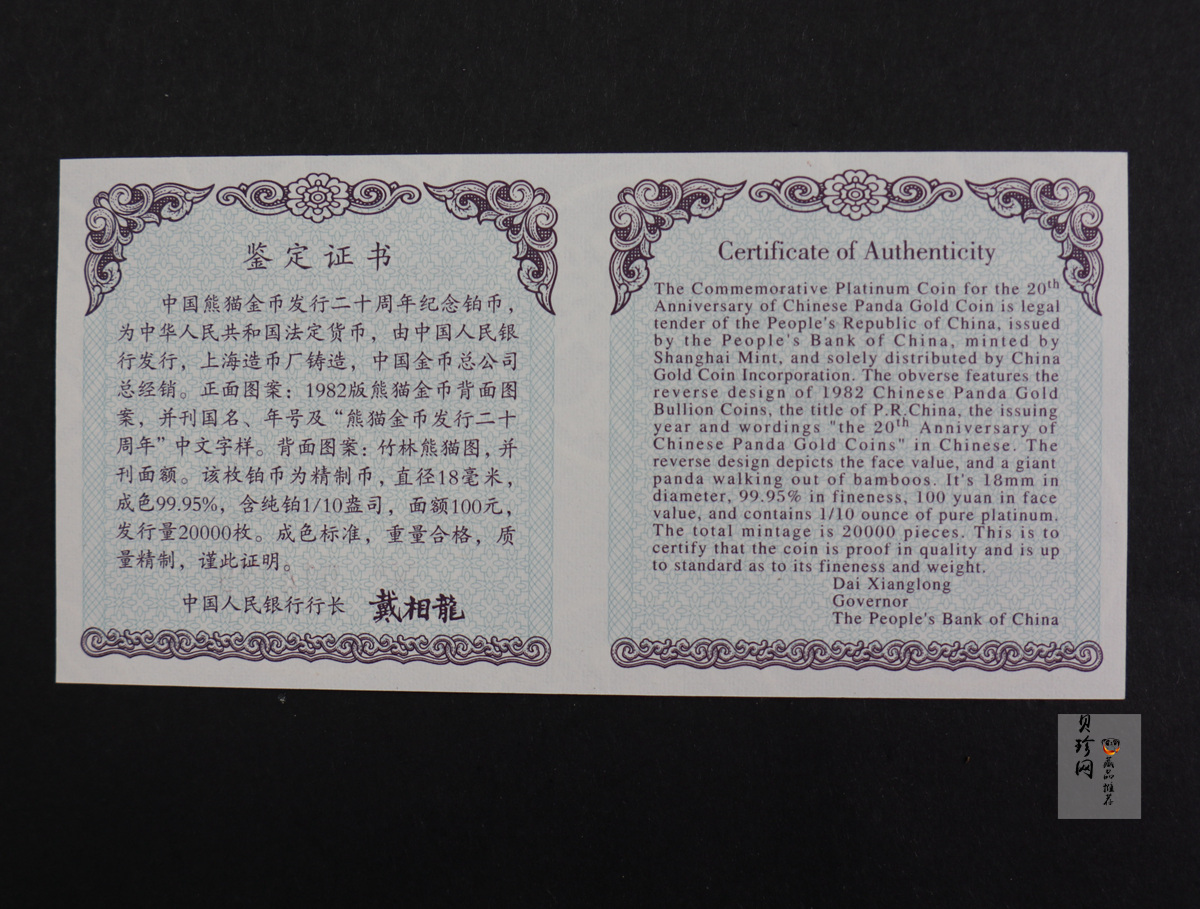 鉴定证书
中国熊猫金币发行二十周年纪念铂币，
为中华人民共和国法定货币，由中国人民银
行发行，上海造币厂铸造，中国金币总公司
总经销。正面图案：1982版熊猫金币背面图
案，并刊国名、年号及“熊猫金币发行二十
周年”中文字样。背面图案：竹林熊猫图，并
刊面额。该枚铂币为精制币，直径18毫米，
成色99.95%，含纯铂1/10盎司，面额100元，
发行量20000枚。成色标准，重量合格，质
量精制，谨此证明。
中国人民银行行长 戴相龍
Certificate of Authenticity
The Commemorative Platinum Coin for the 20th
Anniversary of Chinese Panda Gold Coin is legal
tender of the People's Republic of China, issued
by the People's Bank of China, minted by
Shanghai Mint, and solely distributed by China
Gold Coin Incorporation. The obverse features the
reverse design of 1982 Chinese Panda Gold
Bullion Coins, the title of P.R.China, the issuing
year and wordings "the 20th Anniversary of
Chinese Panda Gold Coins" in Chinese. The
reverse design depicts the face value, and a giant
panda walking out of bamboos. It's 18mm in
diameter, 99.95% in fineness, 100 yuan in face
value, and contains 1/10 ounce of pure platinum.
The total mintage is 20000 pieces. This is to
certify that the coin is proof in quality and is up
to standard as to its fineness and weight.
Dai Xianglong
Governor
The People's Bank of China
贝珍网
藏品推荐